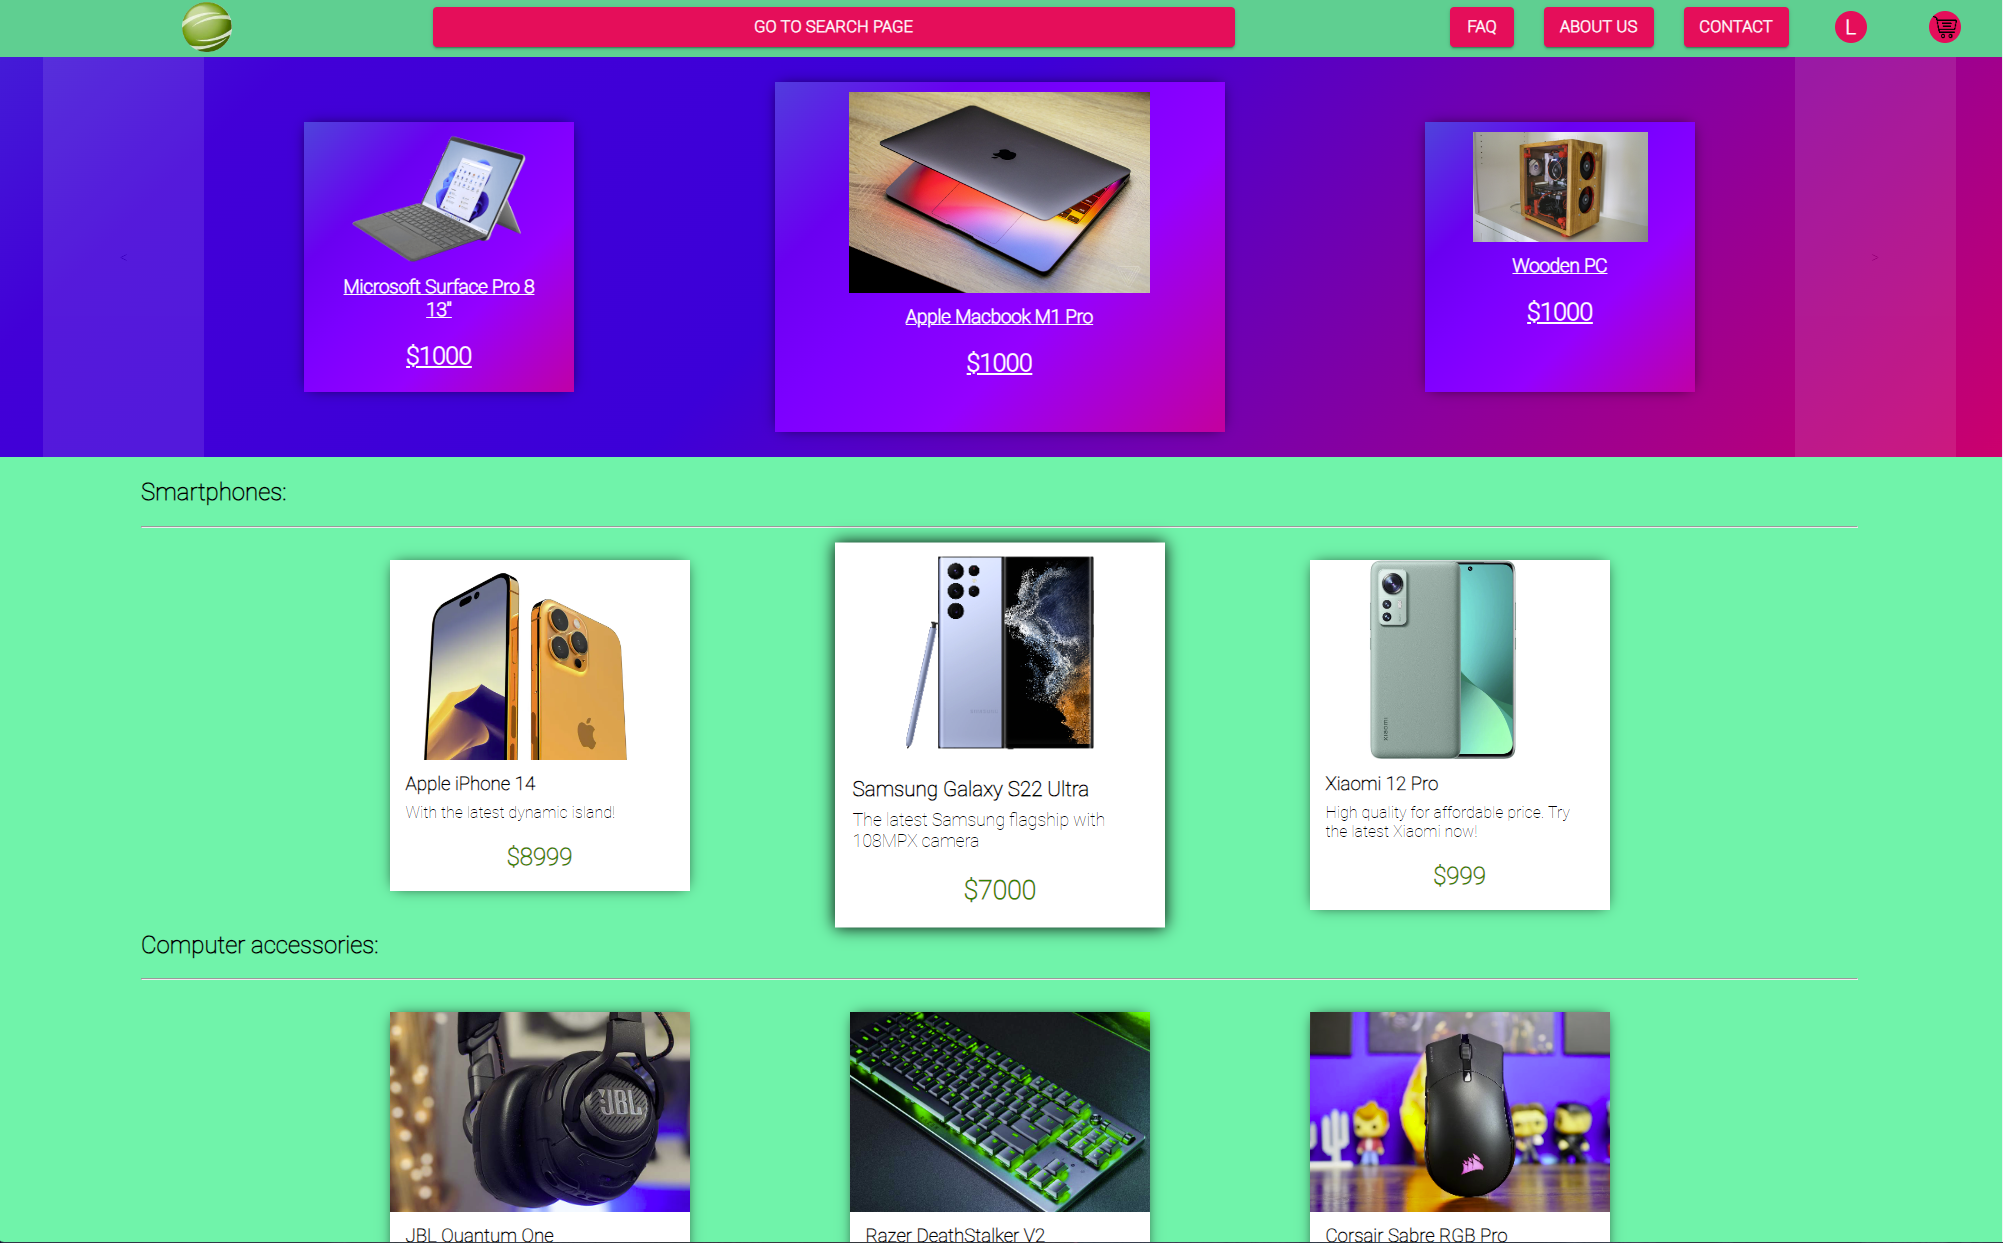 GO TO SEARCH PAGE
FAQ
ABOUT US
CONTACT
L
<
Microsoft Surface Pro 8
13"
$1000
Apple Macbook M1 Pro
$1000
Wooden PC
$1000
>
Smartphones:
Apple iPhone 14
With the latest dynamic island!
$8999
Samsung Galaxy S22 Ultra
The latest Samsung flagship with
108MPX camera
$7000
xiaomi
Xiaomi 12 Pro
High quality for affordable price. Try
the latest Xiaomi now!
$999
Computer accessories:
JBL
JBL Quantum One
Razer DeathStalker V2
Corsair Sabre RGB Pro